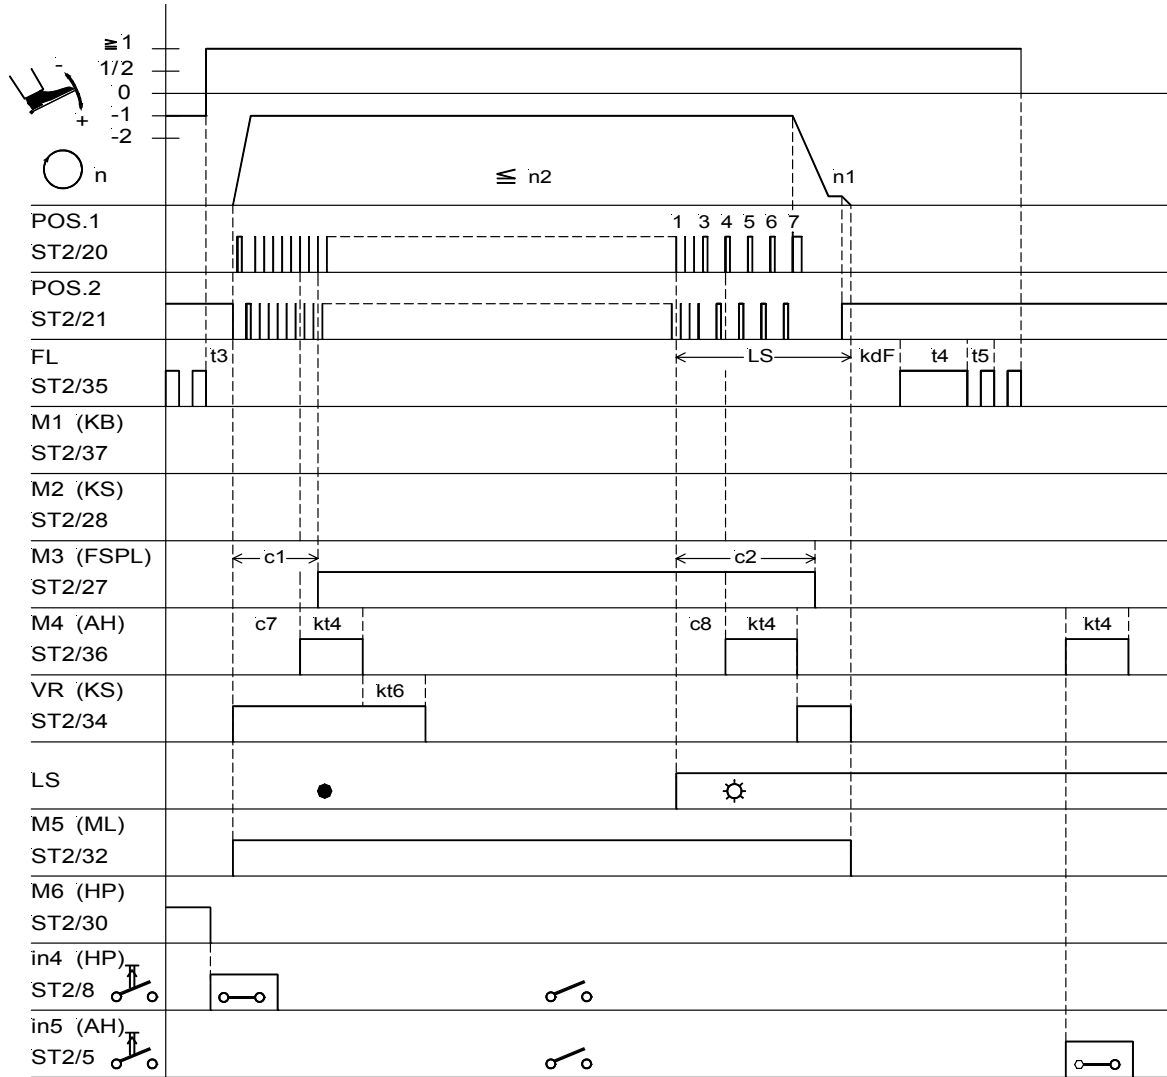 ≧ 1
1/2
0
-1
-2
-
+
n
≦ n2
n1
POS.1
ST2/20
1 3 4 5 6 7
POS.2
ST2/21
FL
ST2/35
t3
LS
kdF
t4
t5
M1 (KB)
ST2/37
M2 (KS)
ST2/28
M3 (FSPL)
ST2/27
c1
c2
M4 (AH)
ST2/36
c7
kt4
c8
kt4
kt4
VR (KS)
ST2/34
kt6
LS
M5 (ML)
ST2/32
M6 (HP)
ST2/30
in4 (HP)
ST2/8
in5 (AH)
ST2/5